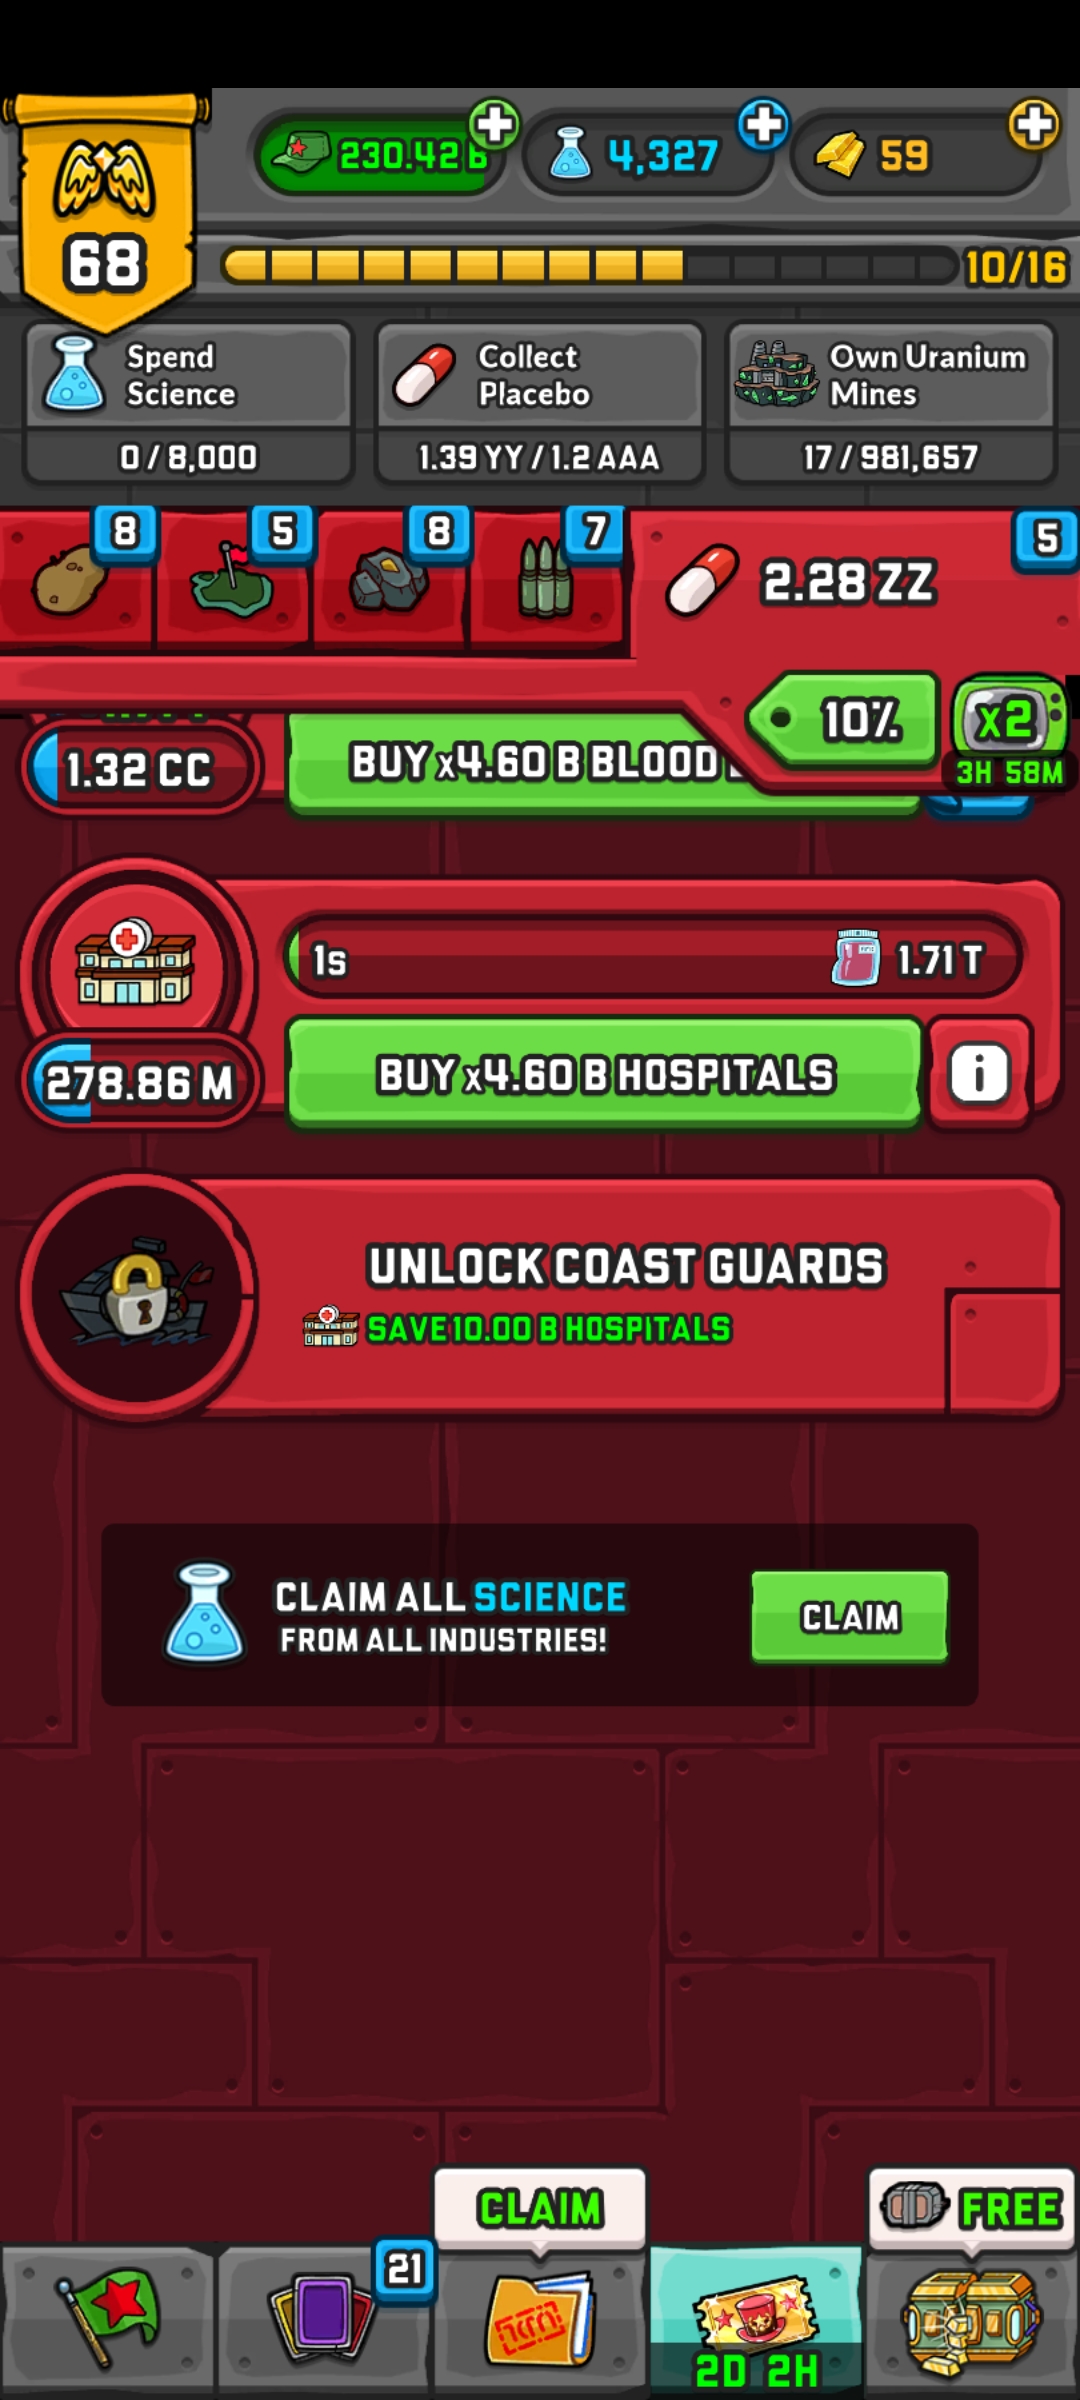 230.42 B
4,327
59
68
10/16
Spend
Science
0 / 8,000
Collect
Placebo
1.39 YY / 1.2 AAA
Own Uranium
Mines
17 / 981,657
8
5
8
7
2.28 ZZ
5
10%
x2
3H 58M
1.32 CC
BUY x4.60 B BLOOD
1s
1.71 T
278.86 M
BUY x4.60 B HOSPITALS
i
UNLOCK COAST GUARDS
SAVE 10.00 B HOSPITALS
CLAIM ALL SCIENCE
FROM ALL INDUSTRIES!
CLAIM
CLAIM
FREE
21
2D 2H